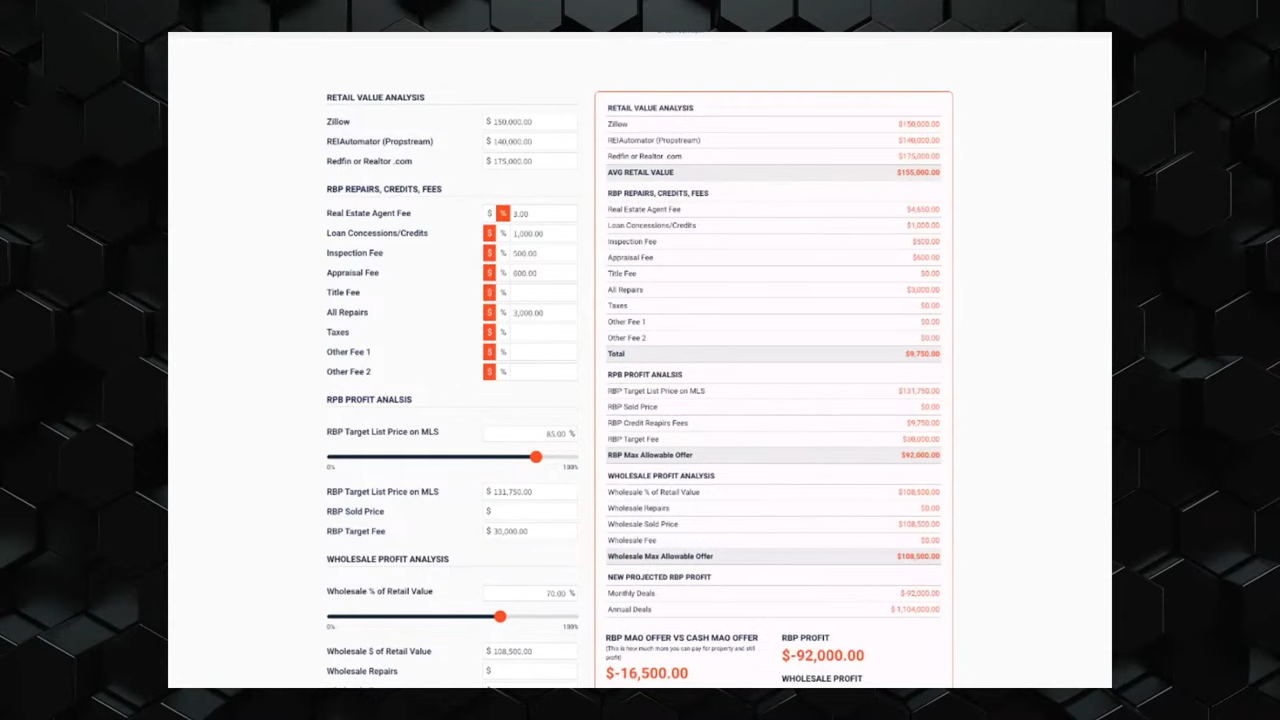 RETAIL VALUE ANALYSIS
Zillow $ 150,000.00
REIAutomator (Propstream) $ 140,000.00
Redfin or Realtor .com $ 175,000.00
RBP REPAIRS, CREDITS, FEES
Real Estate Agent Fee $ % 3.00
Loan Concessions/Credits $ % 1,000.00
Inspection Fee $ % 500.00
Appraisal Fee $ % 600.00
Title Fee $ %
All Repairs $ % 3,000.00
Taxes $ %
Other Fee 1 $ %
Other Fee 2 $ %
RPB PROFIT ANALSIS
RBP Target List Price on MLS 85.00 %
0% 100%
RBP Target List Price on MLS $ 131,750.00
RBP Sold Price $
RBP Target Fee $ 30,000.00
WHOLESALE PROFIT ANALYSIS
Wholesale % of Retail Value 70.00 %
0% 100%
Wholesale $ of Retail Value $ 108,500.00
Wholesale Repairs $
RETAIL VALUE ANALYSIS
Zillow $150,000.00
REIAutomator (Propstream) $140,000.00
Redfin or Realtor .com $175,000.00
AVG RETAIL VALUE $155,000.00
RBP REPAIRS, CREDITS, FEES
Real Estate Agent Fee $4,650.00
Loan Concessions/Credits $1,000.00
Inspection Fee $500.00
Appraisal Fee $600.00
Title Fee $0.00
All Repairs $3,000.00
Taxes $0.00
Other Fee 1 $0.00
Other Fee 2 $0.00
Total $9,750.00
RPB PROFIT ANALSIS
RBP Target List Price on MLS $131,750.00
RBP Sold Price $0.00
RBP Credit Reapirs Fees $9,750.00
RBP Target Fee $30,000.00
RBP Max Allowable Offer $92,000.00
WHOLESALE PROFIT ANALYSIS
Wholesale % of Retail Value $108,500.00
Wholesale Repairs $0.00
Wholesale Sold Price $108,500.00
Wholesale Fee $0.00
Wholesale Max Allowable Offer $108,500.00
NEW PROJECTED RBP PROFIT
Monthly Deals $-92,000.00
Annual Deals $ 1,104,000.00
RBP MAO OFFER VS CASH MAO OFFER
(This is how much more you can pay for property and still
profit)
$-16,500.00
RBP PROFIT
$-92,000.00
WHOLESALE PROFIT